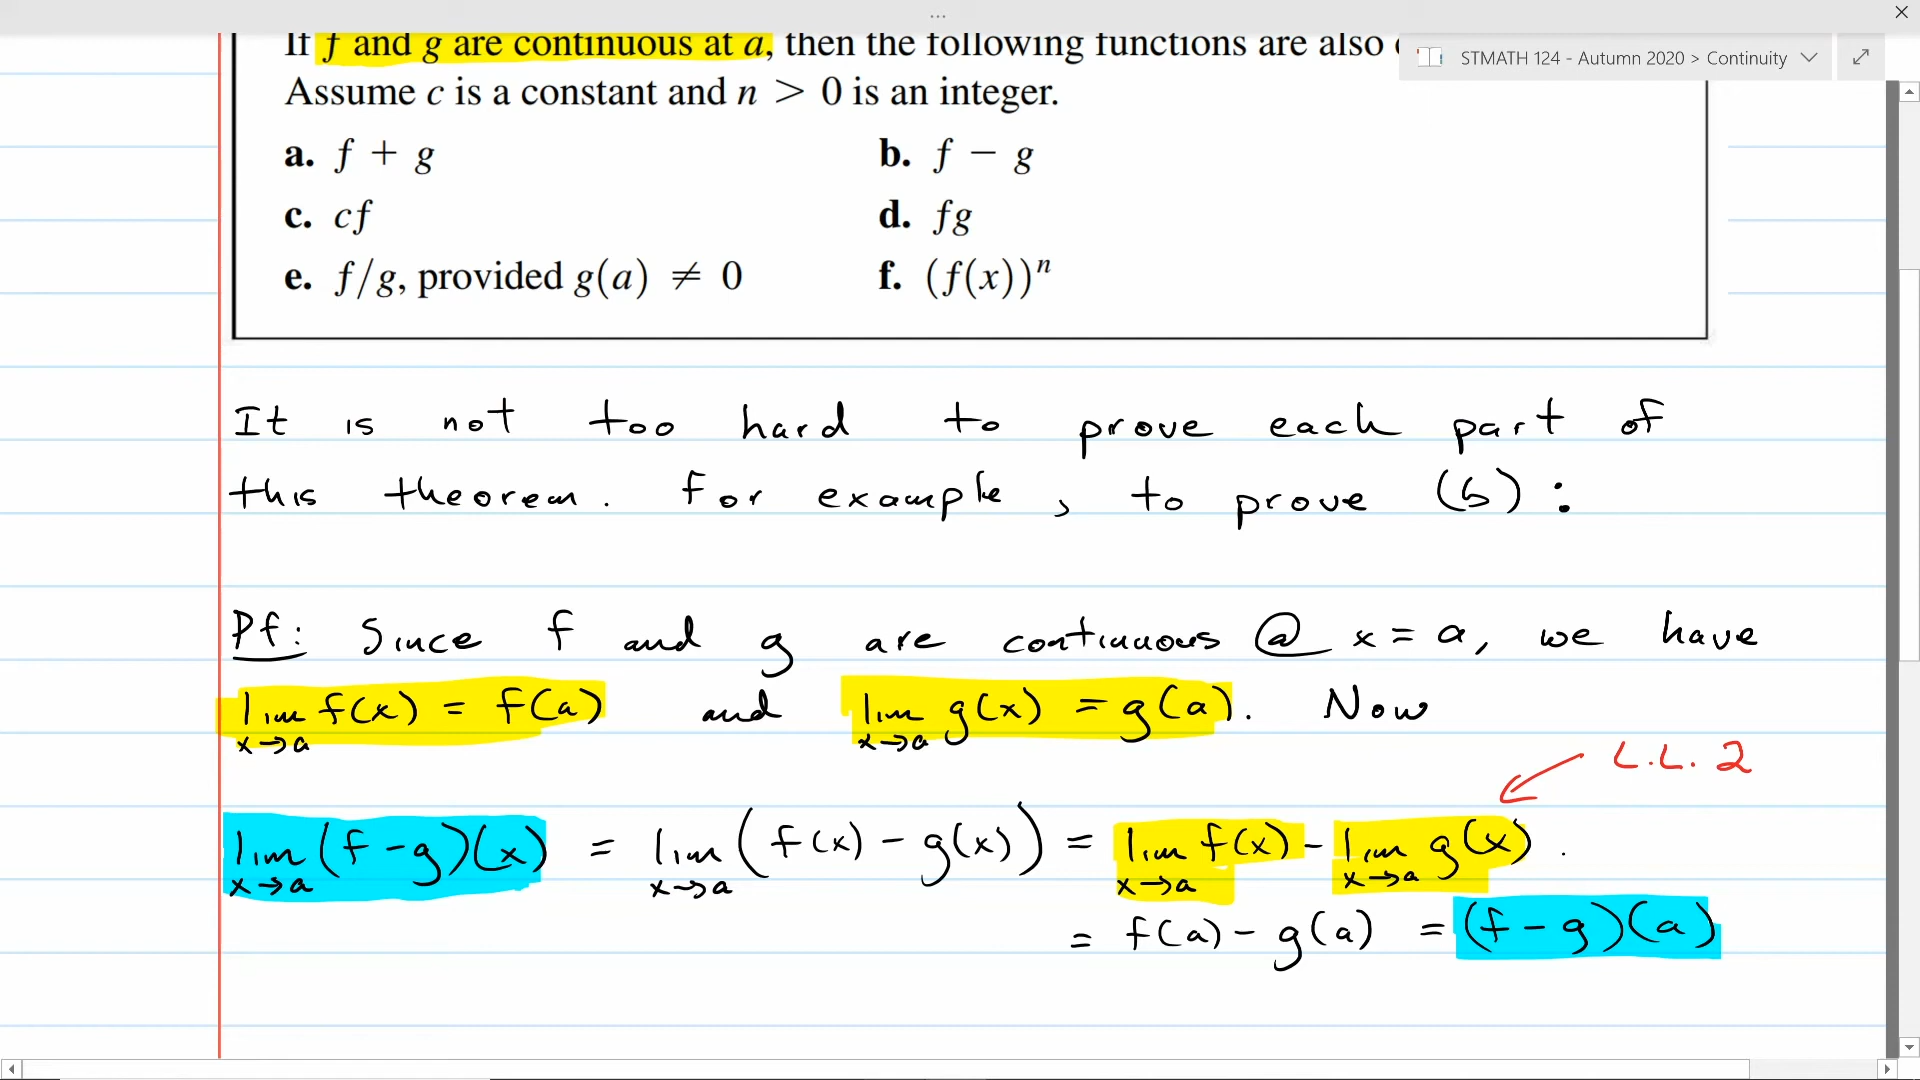 ...
If f and g are continuous at a, then the following functions are also
STMATH 124 - Autumn 2020 > Continuity
Assume c is a constant and n > 0 is an integer.
a. f + g
b. f − g
c. cf
d. fg
e. f/g, provided g(a) ≠ 0
f. (f(x))ⁿ
It is not too hard to prove each part of
this theorem. For example, to prove (b):
Pf: Since f and g are continuous @ x = a, we have
lim x→a f(x) = f(a) and lim x→a g(x) = g(a). Now
L.L. 2
lim x→a (f-g)(x) = lim x→a (f(x) - g(x)) = lim x→a f(x) - lim x→a g(x) .
= f(a) - g(a) = (f-g)(a)